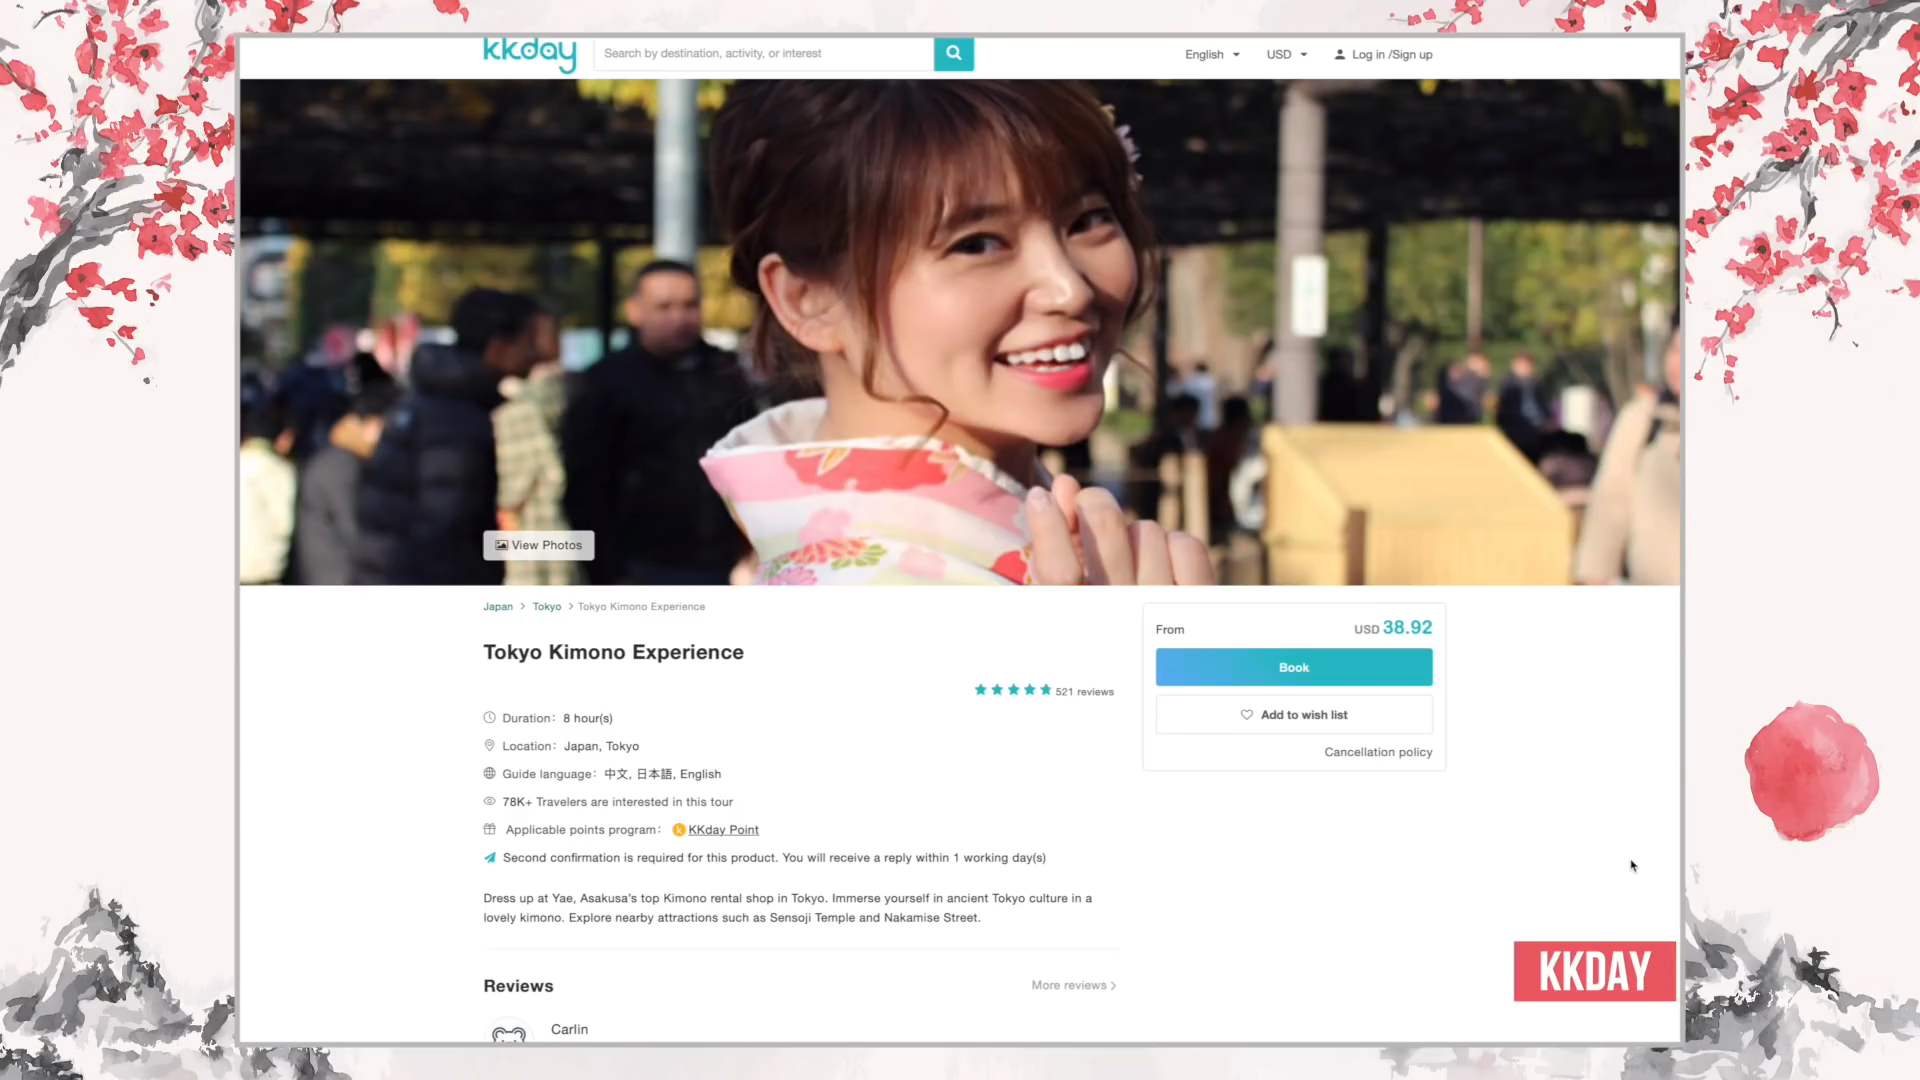 kkday
Search by destination, activity, or interest
English
USD
Log in /Sign up
View Photos
Japan > Tokyo > Tokyo Kimono Experience
Tokyo Kimono Experience
521 reviews
Duration: 8 hour(s)
Location: Japan, Tokyo
Guide language: 中文, 日本語, English
78K+ Travelers are interested in this tour
Applicable points program: KKday Point
Second confirmation is required for this product. You will receive a reply within 1 working day(s)
Dress up at Yae, Asakusa's top Kimono rental shop in Tokyo. Immerse yourself in ancient Tokyo culture in a
lovely kimono. Explore nearby attractions such as Sensoji Temple and Nakamise Street.
From USD 38.92
Book
Add to wish list
Cancellation policy
Reviews
More reviews >
Carlin
KKDAY